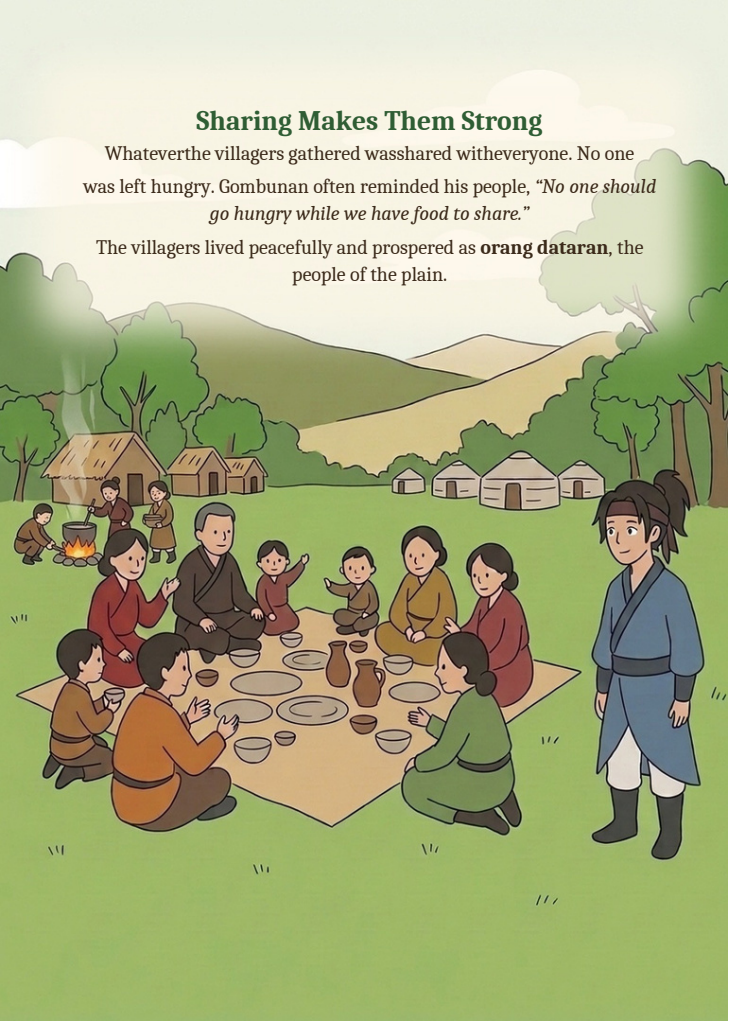 Sharing Makes Them Strong
Whateverthe villagers gathered wasshared witheveryone. No one
was left hungry. Gombunan often reminded his people, “No one should
go hungry while we have food to share.”
The villagers lived peacefully and prospered as orang dataran, the
people of the plain.